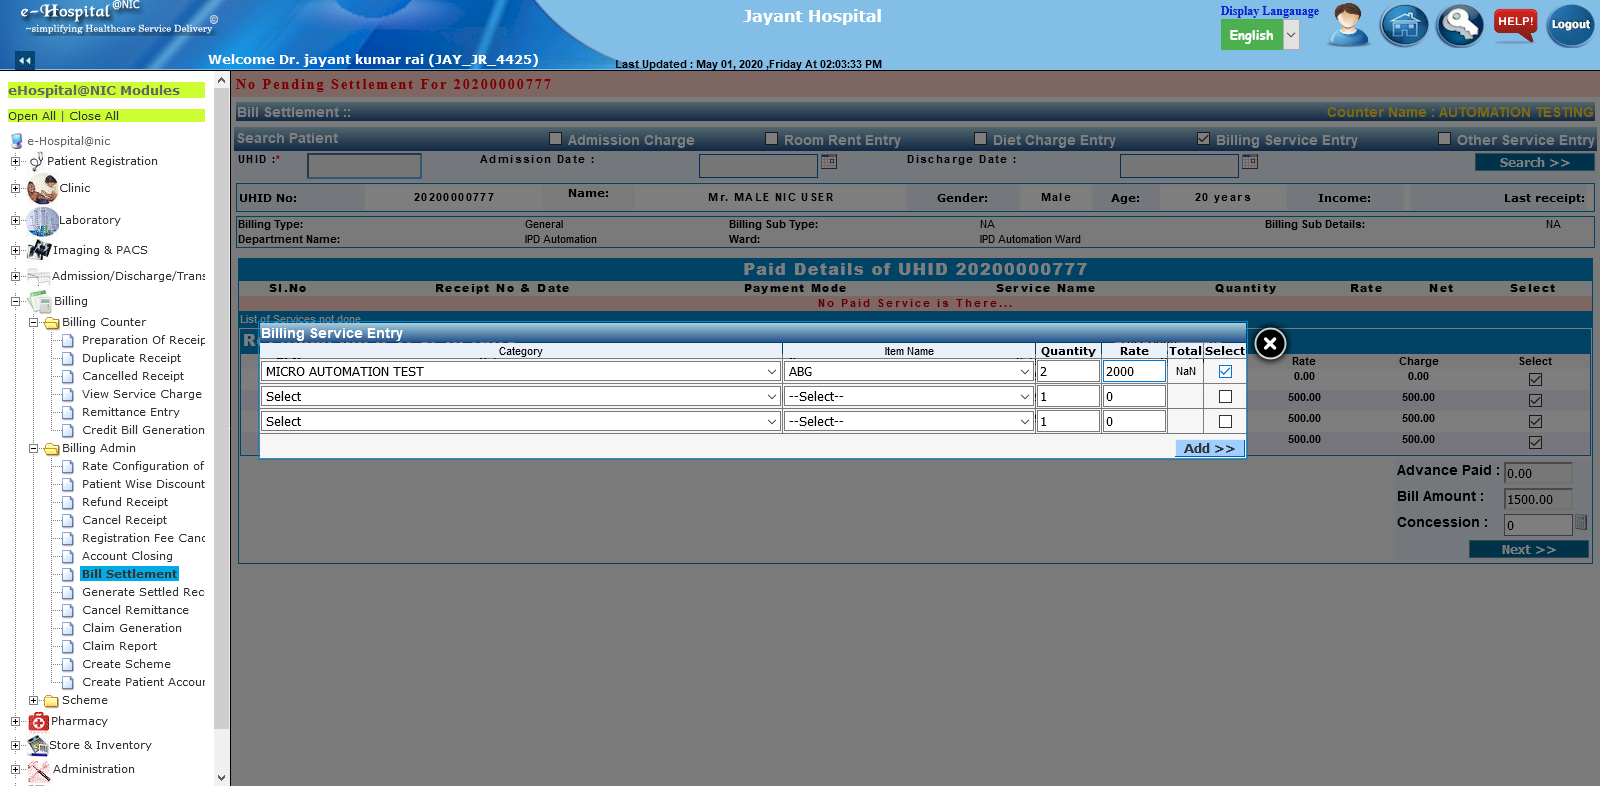 e-Hospital @NIC ©
~simplifying Healthcare Service Delivery
Welcome Dr. jayant kumar rai (JAY_JR_4425)
Jayant Hospital
Last Updated : May 01, 2020 ,Friday At 02:03:33 PM
Display Langauage
English
HELP!
Logout
eHospital@NIC Modules
Open All | Close All
e-Hospital@nic
Patient Registration
Clinic
Laboratory
Imaging & PACS
Admission/Discharge/Trans
Billing
Billing Counter
Preparation Of Receip
Duplicate Receipt
Cancelled Receipt
View Service Charge
Remittance Entry
Credit Bill Generation
Billing Admin
Rate Configuration of
Patient Wise Discount
Refund Receipt
Cancel Receipt
Registration Fee Canc
Account Closing
Bill Settlement
Generate Settled Rec
Cancel Remittance
Claim Generation
Claim Report
Create Scheme
Create Patient Accour
Scheme
Pharmacy
Store & Inventory
Administration
No Pending Settlement For 20200000777
Bill Settlement :: Counter Name : AUTOMATION TESTING
Search Patient Admission Charge Room Rent Entry Diet Charge Entry Billing Service Entry Other Service Entry
UHID :* Admission Date : Discharge Date :
Search >>
UHID No: 20200000777 Name: Mr. MALE NIC USER Gender: Male Age: 20 years Income: Last receipt:
Billing Type: General Billing Sub Type: NA Billing Sub Details: NA
Department Name: IPD Automation Ward: IPD Automation Ward
Paid Details of UHID 20200000777
Sl.No Receipt No & Date Payment Mode Service Name Quantity Rate Net Select
No Paid Service is There...
List of Services not done
Billing Service Entry
Category Item Name Quantity Rate Total Select
MICRO AUTOMATION TEST ABG 2 2000 NaN
Select --Select-- 1 0
Select --Select-- 1 0
Add >>
Rate Charge Select
0.00 0.00
500.00 500.00
500.00 500.00
500.00 500.00
Advance Paid : 0.00
Bill Amount : 1500.00
Concession : 0
Next >>